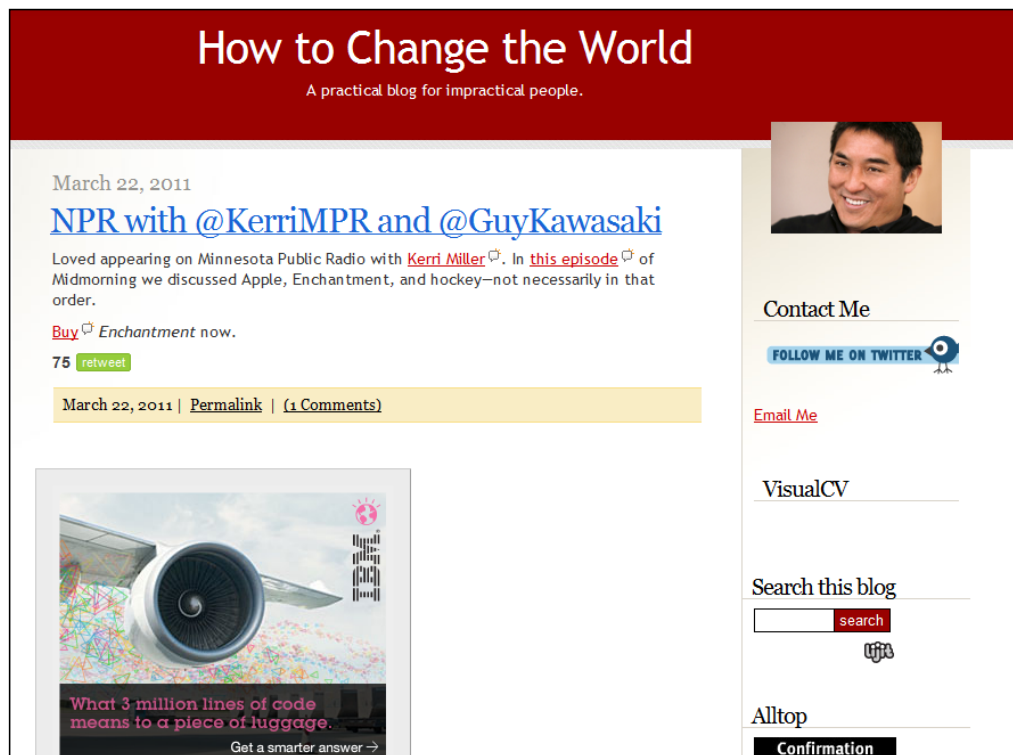 How to Change the World
A practical blog for impractical people.
March 22, 2011
NPR with @KerriMPR and @GuyKawasaki
Loved appearing on Minnesota Public Radio with Kerri Miller. In this episode of
Midmorning we discussed Apple, Enchantment, and hockey—not necessarily in that
order.
Buy Enchantment now.
75 retweet
March 22, 2011 | Permalink | (1 Comments)
IBM.
What 3 million lines of code
means to a piece of luggage.
Get a smarter answer →
Contact Me
FOLLOW ME ON TWITTER
Email Me
VisualCV
Search this blog
search
lijit
Alltop
Confirmation